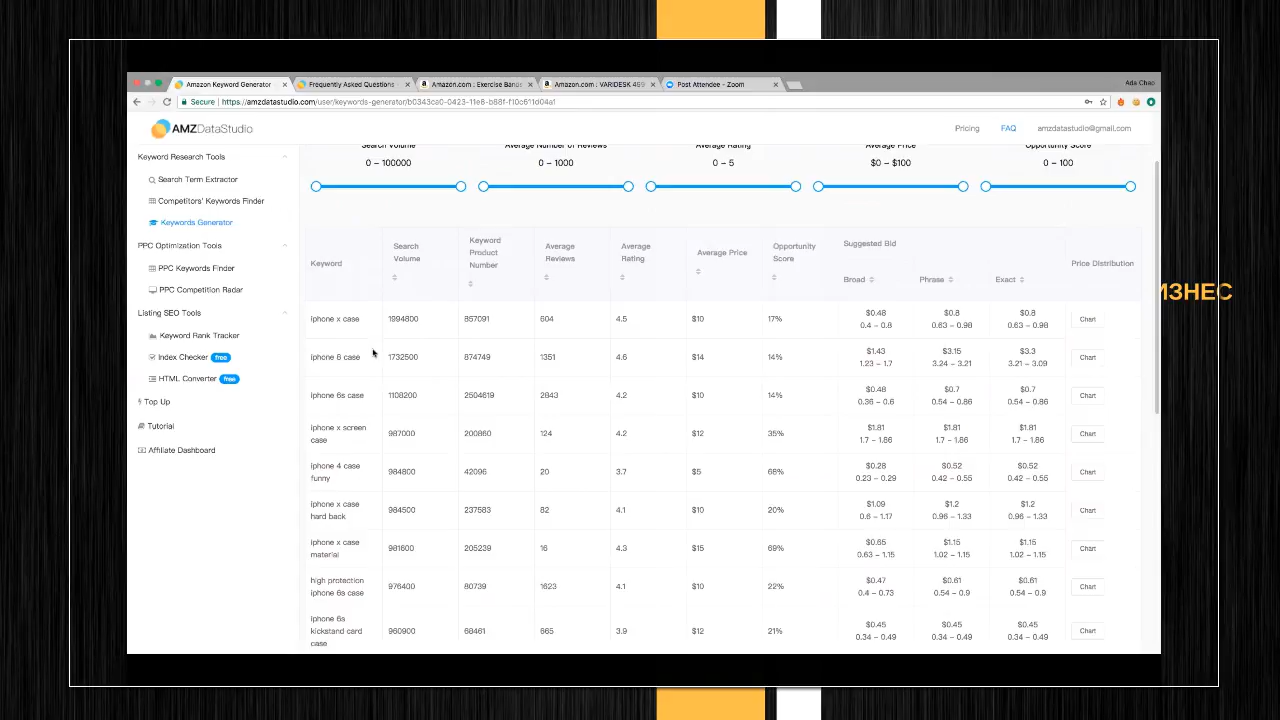 Amazon Keyword Generator
Frequently Asked Questions
Amazon.com : Exercise Bands
Amazon.com : VARIDESK 469
Post Attendee - Zoom
Ada Chao
Secure
https://amzdatastudio.com/user/keywords-generator/b0343ca0-0423-11e8-b88f-f10c611d04a1
AMZDataStudio
Pricing
FAQ
amzdatastudio@gmail.com
Keyword Research Tools
Search Term Extractor
Competitors' Keywords Finder
Keywords Generator
PPC Optimization Tools
PPC Keywords Finder
PPC Competition Radar
Listing SEO Tools
Keyword Rank Tracker
Index Checker free
HTML Converter free
Top Up
Tutorial
Affiliate Dashboard
Search Volume
Average Number of Reviews
Average Rating
Average Price
Opportunity Score
0 – 100000
0 – 1000
0 – 5
$0 – $100
0 – 100
Keyword
Search Volume
Keyword Product Number
Average Reviews
Average Rating
Average Price
Opportunity Score
Suggested Bid
Broad
Phrase
Exact
Price Distribution
iphone x case 1994800 857091 604 4.5 $10 17% $0.48 $0.8 $0.8 Chart
0.4 – 0.8 0.63 – 0.98 0.63 – 0.98
iphone 8 case 1732500 874749 1351 4.6 $14 14% $1.43 $3.15 $3.3 Chart
1.23 – 1.7 3.24 – 3.21 3.21 – 3.09
iphone 6s case 1108200 2504619 2843 4.2 $10 14% $0.48 $0.7 $0.7 Chart
0.36 – 0.6 0.54 – 0.86 0.54 – 0.86
iphone x screen case 987000 200860 124 4.2 $12 35% $1.81 $1.81 $1.81 Chart
1.7 – 1.86 1.7 – 1.86 1.7 – 1.86
iphone 4 case funny 984800 42096 20 3.7 $5 68% $0.28 $0.52 $0.52 Chart
0.23 – 0.29 0.42 – 0.55 0.42 – 0.55
iphone x case hard back 984500 237583 82 4.1 $10 20% $1.09 $1.2 $1.2 Chart
0.6 – 1.17 0.96 – 1.33 0.96 – 1.33
iphone x case material 981600 205239 16 4.3 $15 69% $0.65 $1.15 $1.15 Chart
0.63 – 1.15 1.02 – 1.15 1.02 – 1.15
high protection iphone 6s case 976400 80739 1623 4.1 $10 22% $0.47 $0.61 $0.61 Chart
0.4 – 0.73 0.54 – 0.9 0.54 – 0.9
iphone 6s kickstand card case 960900 68461 665 3.9 $12 21% $0.45 $0.45 $0.45 Chart
0.34 – 0.49 0.34 – 0.49 0.34 – 0.49
ИЗНЕС